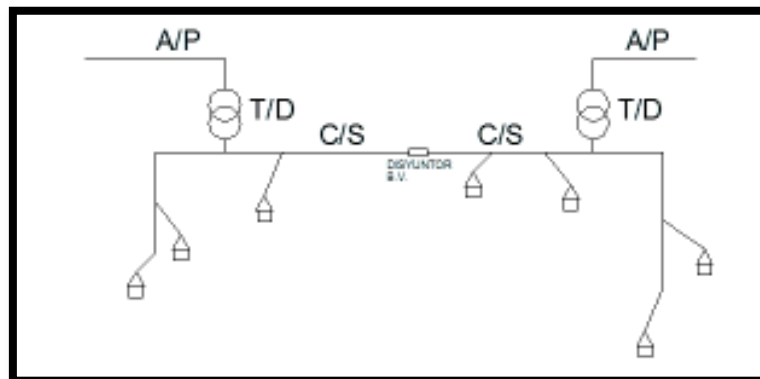 A/P
A/P
T/D
T/D
C/S
C/S
DISYUNTOR
B.V.